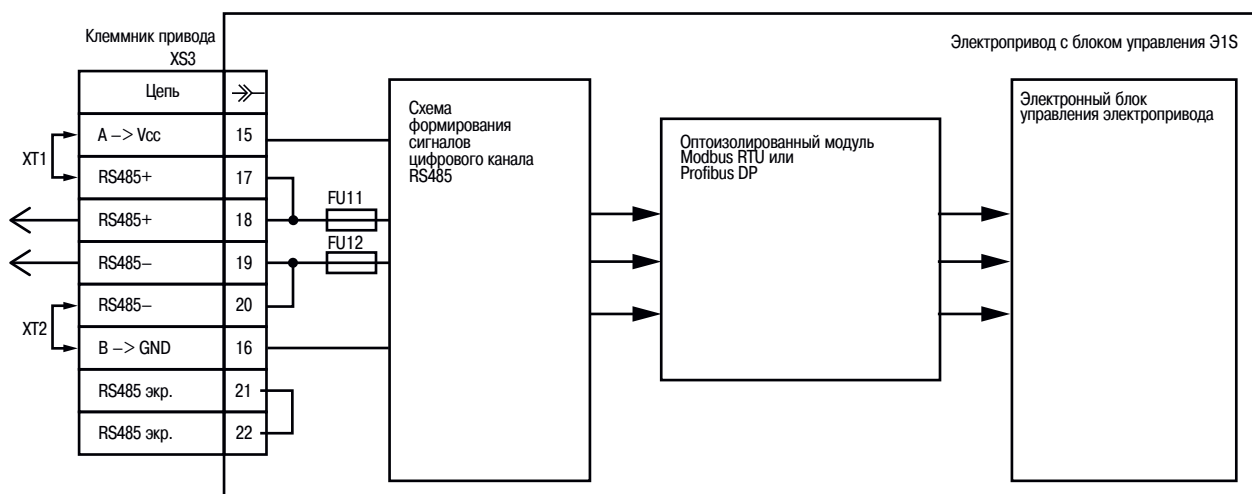 Клеммник привода
XS3
Электропривод с блоком управления Э1S
Цепь
A –> Vcc 15
RS485+ 17
RS485+ 18
RS485– 19
RS485– 20
B –> GND 16
RS485 экр. 21
RS485 экр. 22
XT1
XT2
FU11
FU12
Схема
формирования
сигналов
цифрового канала
RS485
Оптоизолированный модуль
Modbus RTU или
Profibus DP
Электронный блок
управления электропривода